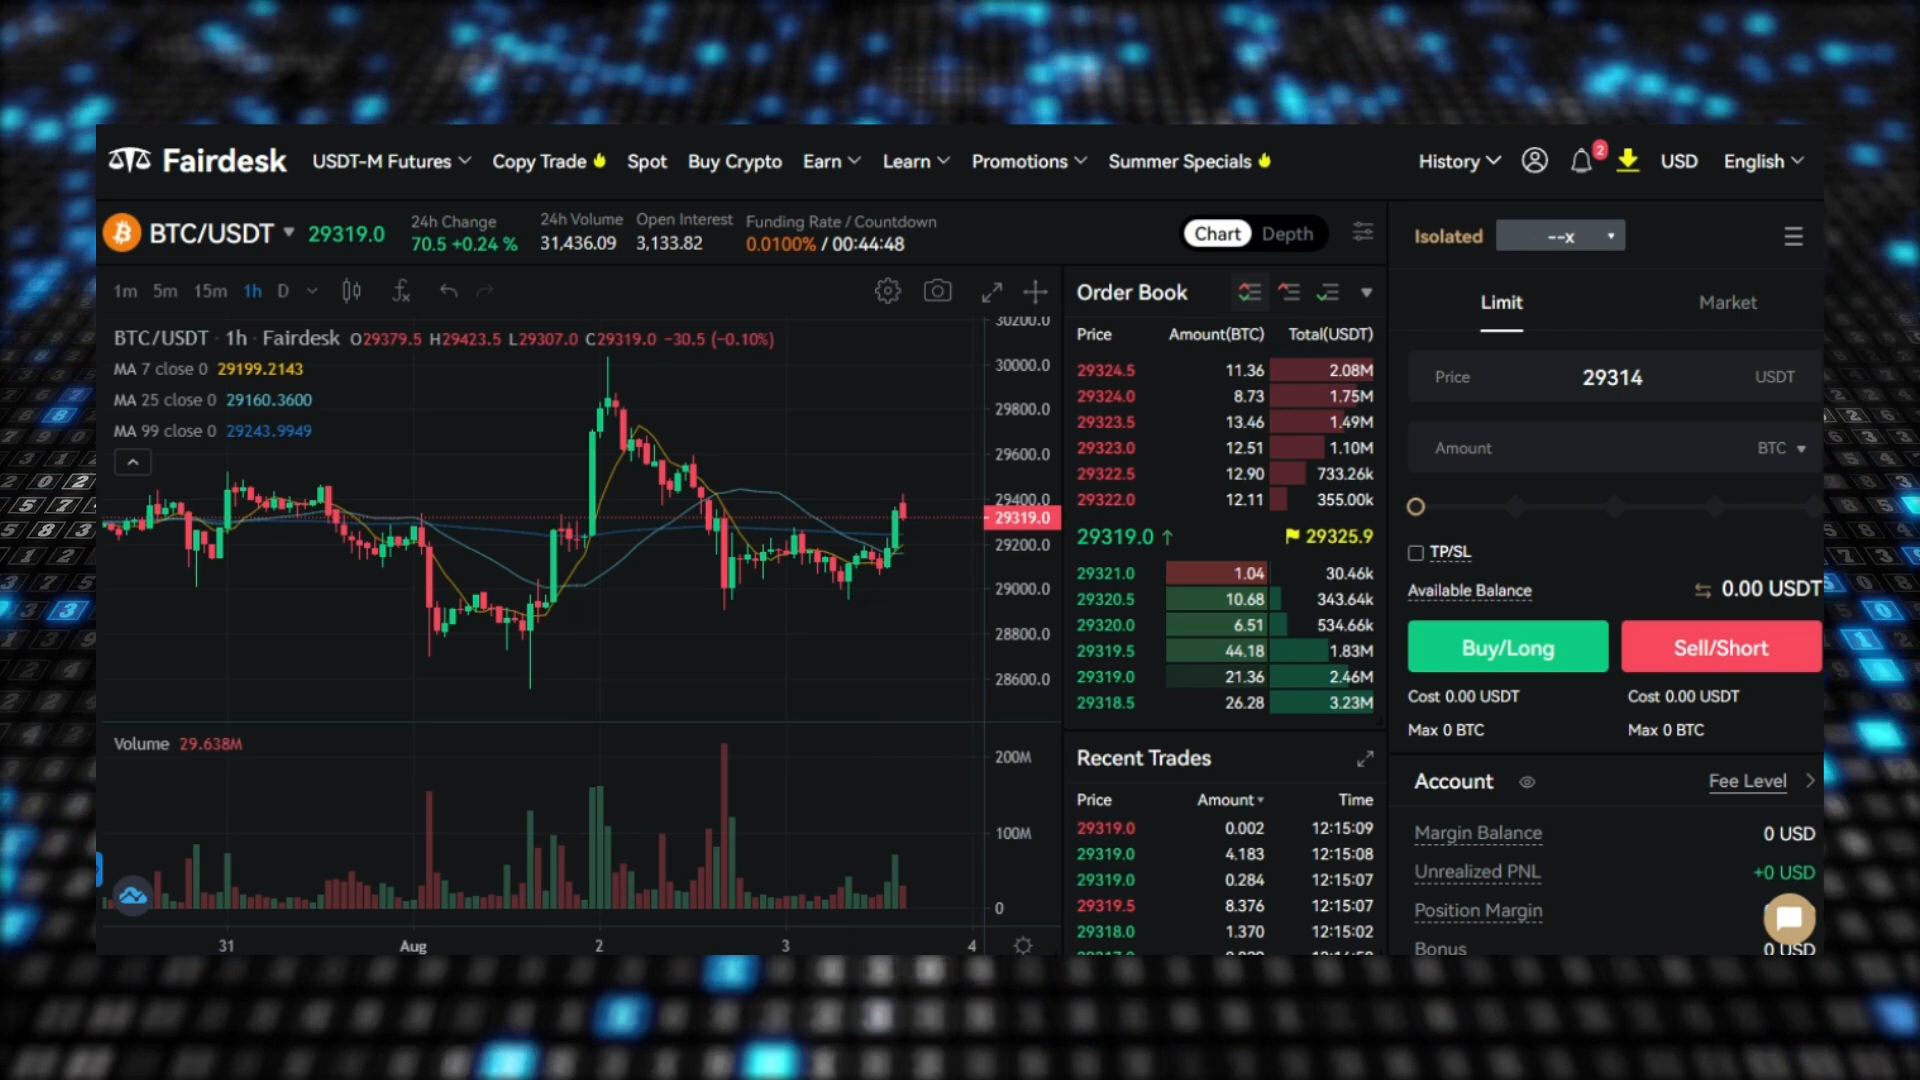 Fairdesk USDT-M Futures Copy Trade Spot Buy Crypto Earn Learn Promotions Summer Specials History 2 USD English
BTC/USDT 29319.0
24h Change
70.5 +0.24 %
24h Volume
31,436.09
Open Interest
3,133.82
Funding Rate / Countdown
0.0100% / 00:44:48
Chart Depth
1m 5m 15m 1h D
BTC/USDT · 1h · Fairdesk O29379.5 H29423.5 L29307.0 C29319.0 −30.5 (−0.10%)
MA 7 close 0 29199.2143
MA 25 close 0 29160.3600
MA 99 close 0 29243.9949
30200.0
30000.0
29800.0
29600.0
29400.0
29319.0
29200.0
29000.0
28800.0
28600.0
Volume 29.638M
200M
100M
0
31 Aug 2 3 4
Order Book
Price Amount(BTC) Total(USDT)
29324.5 11.36 2.08M
29324.0 8.73 1.75M
29323.5 13.46 1.49M
29323.0 12.51 1.10M
29322.5 12.90 733.26k
29322.0 12.11 355.00k
29319.0 ↑ 29325.9
29321.0 1.04 30.46k
29320.5 10.68 343.64k
29320.0 6.51 534.66k
29319.5 44.18 1.83M
29319.0 21.36 2.46M
29318.5 26.28 3.23M
Recent Trades
Price Amount Time
29319.0 0.002 12:15:09
29319.0 4.183 12:15:08
29319.0 0.284 12:15:07
29319.5 8.376 12:15:07
29318.0 1.370 12:15:02
Isolated --x
Limit Market
Price 29314 USDT
Amount BTC
TP/SL
Available Balance 0.00 USDT
Buy/Long Sell/Short
Cost 0.00 USDT Cost 0.00 USDT
Max 0 BTC Max 0 BTC
Account Fee Level
Margin Balance 0 USD
Unrealized PNL +0 USD
Position Margin
Bonus 0 USD